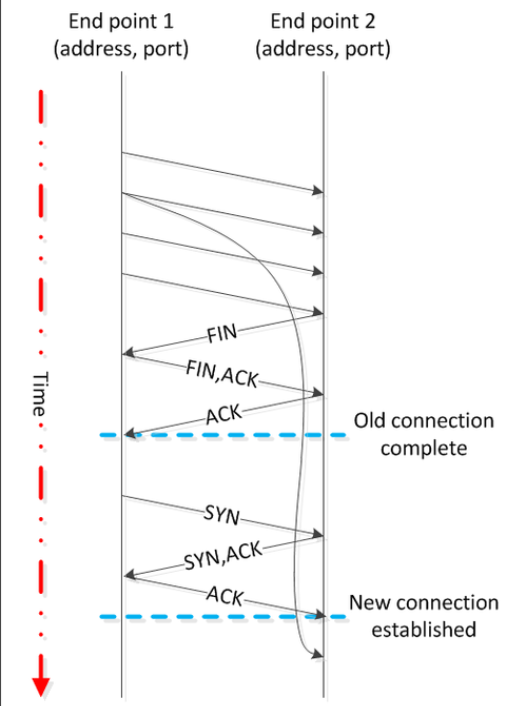 End point 1
(address, port)
End point 2
(address, port)
Time
FIN
FIN,ACK
ACK
Old connection
complete
SYN
SYN,ACK
ACK
New connection
established